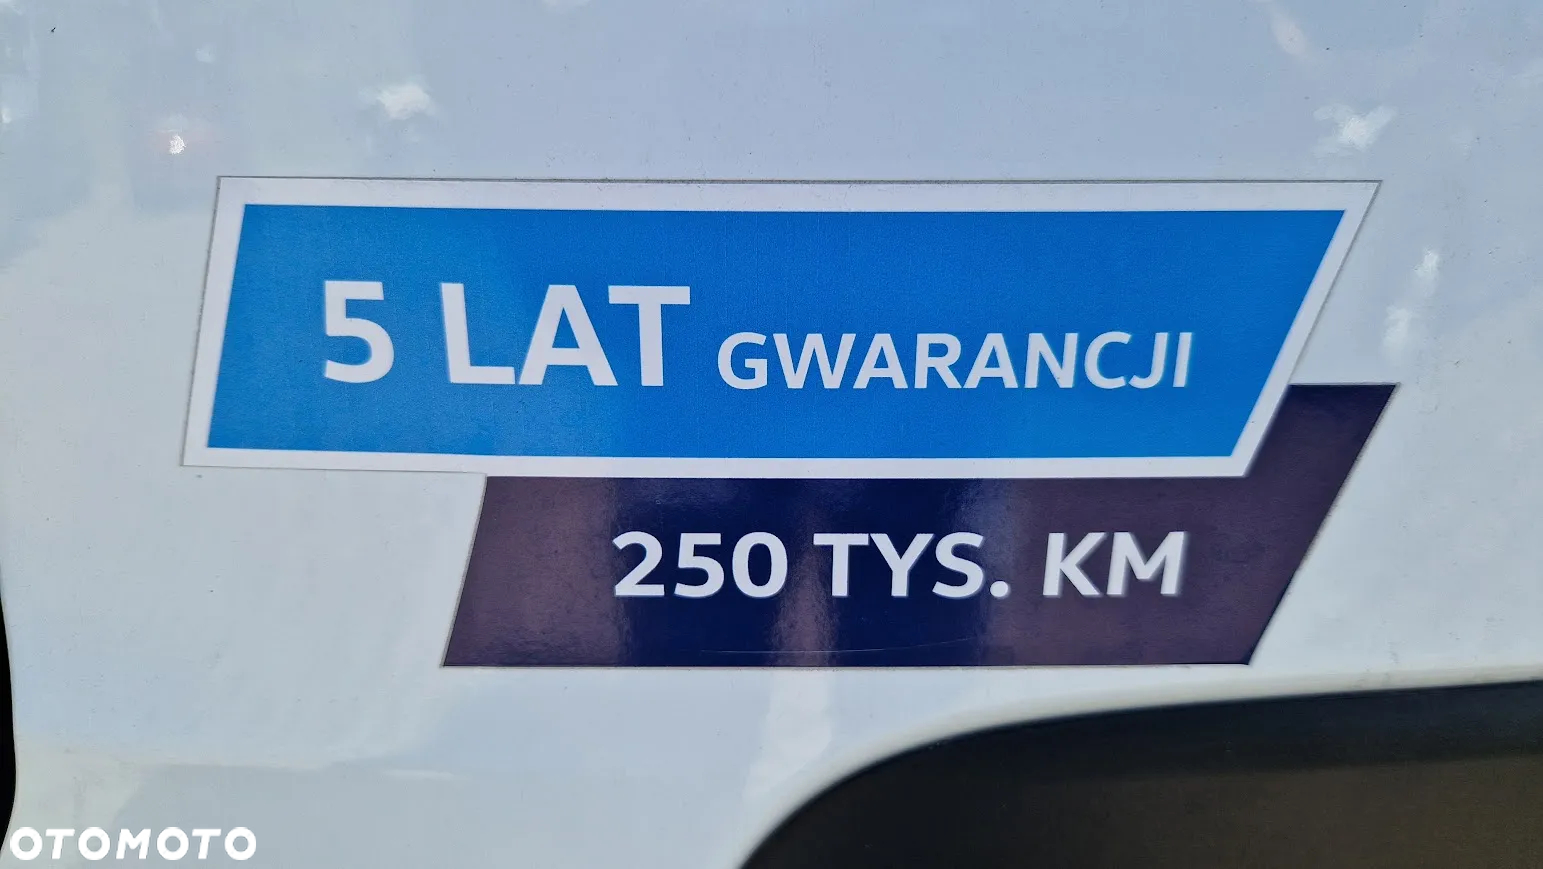 5 LAT GWARANCJI
250 TYS. KM
OTOMOTO